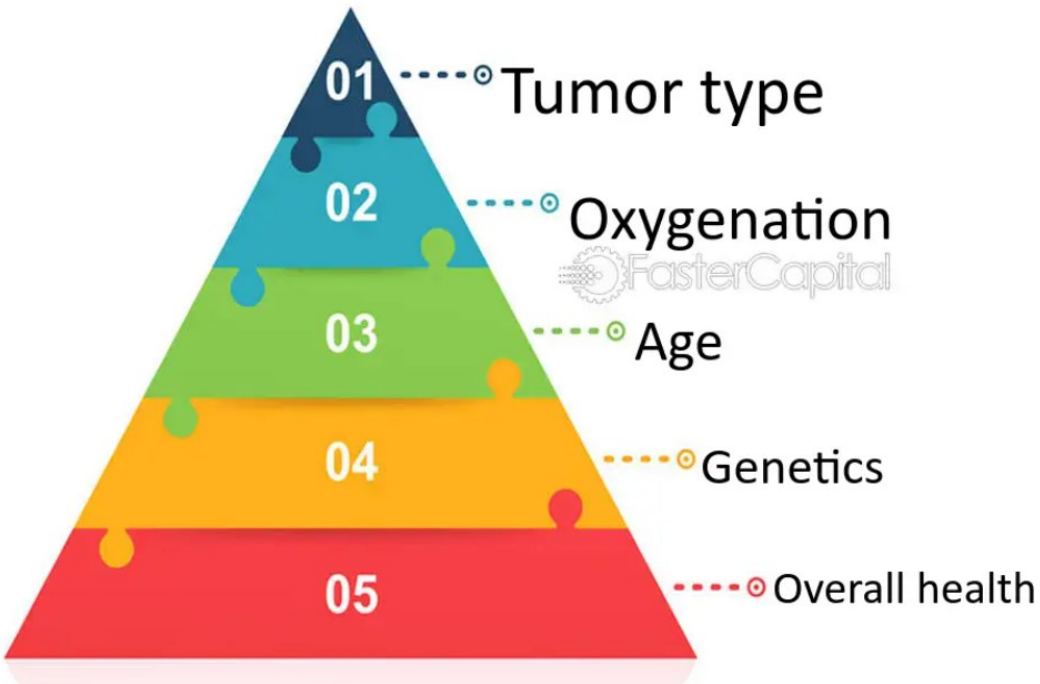 01
Tumor type
02
Oxygenation
FasterCapital
03
Age
04
Genetics
05
Overall health